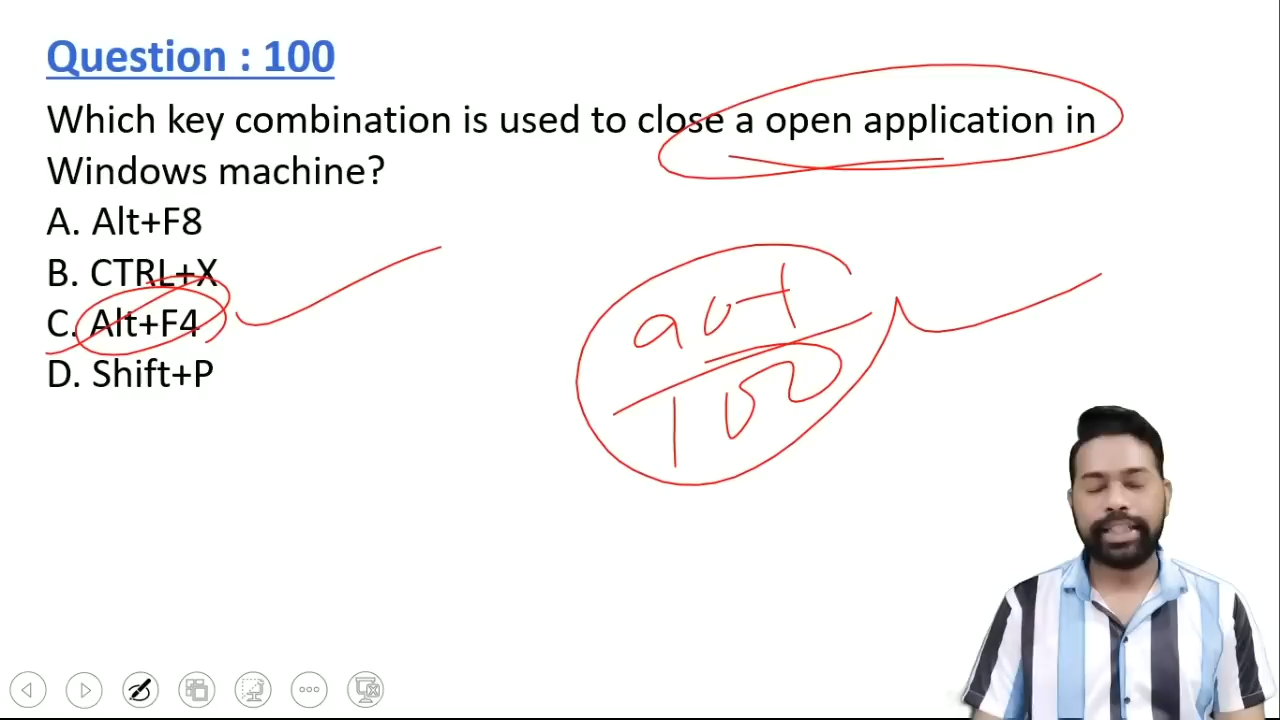 Question : 100
Which key combination is used to close a open application in
Windows machine?
A. Alt+F8
B. CTRL+X
C. Alt+F4
D. Shift+P
90+
100